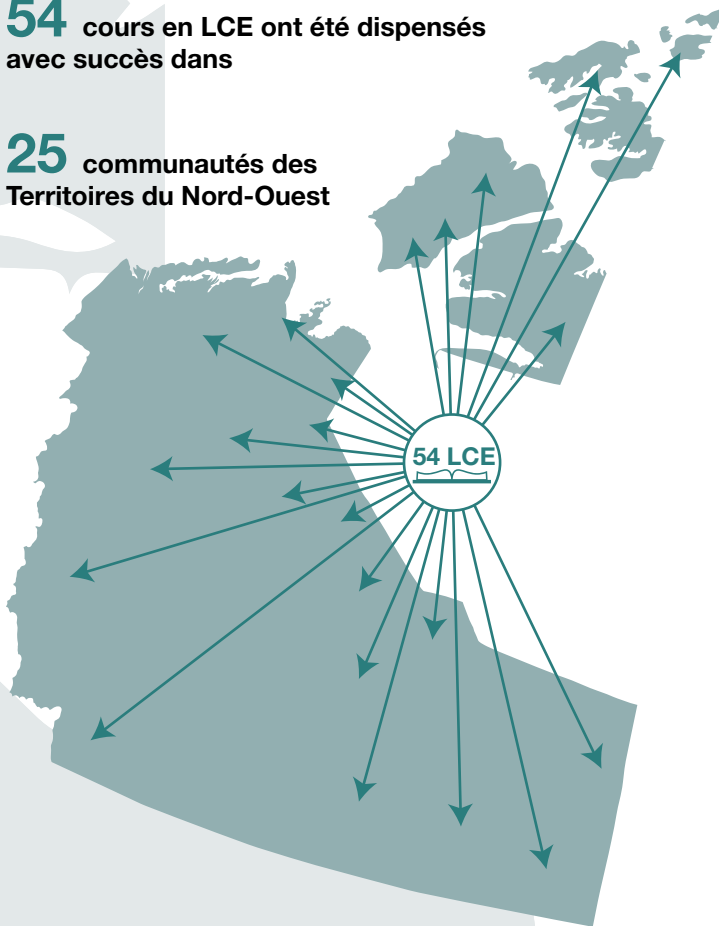 54 cours en LCE ont été dispensés
avec succès dans
25 communautés des
Territoires du Nord-Ouest
54 LCE